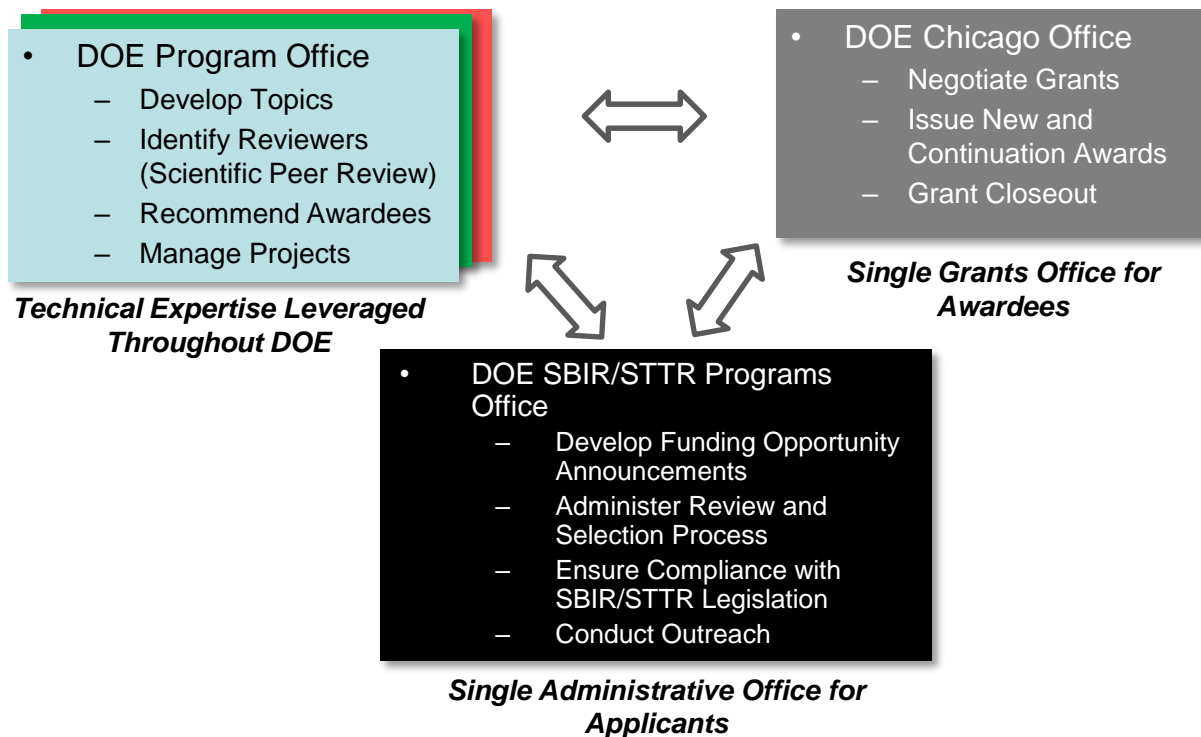 • DOE Program Office
– Develop Topics
– Identify Reviewers
(Scientific Peer Review)
– Recommend Awardees
– Manage Projects
Technical Expertise Leveraged
Throughout DOE
• DOE Chicago Office
– Negotiate Grants
– Issue New and
Continuation Awards
– Grant Closeout
Single Grants Office for
Awardees
• DOE SBIR/STTR Programs
Office
– Develop Funding Opportunity
Announcements
– Administer Review and
Selection Process
– Ensure Compliance with
SBIR/STTR Legislation
– Conduct Outreach
Single Administrative Office for
Applicants